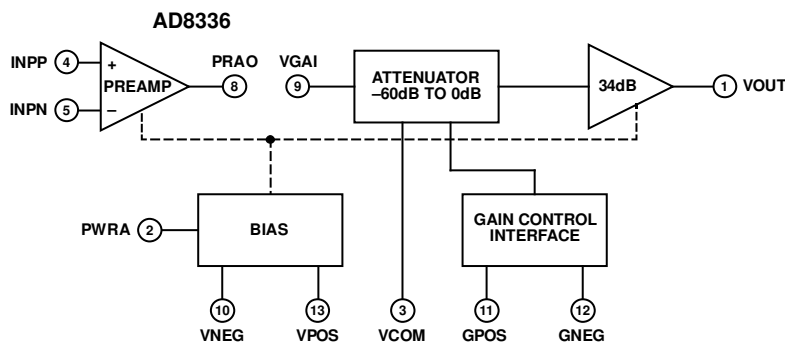 AD8336
INPP 4 + PREAMP 8 PRAO
INPN 5 –
VGAI 9
ATTENUATOR
–60dB TO 0dB
34dB
1 VOUT
PWRA 2
BIAS
GAIN CONTROL
INTERFACE
10 13 3 11 12
VNEG VPOS VCOM GPOS GNEG